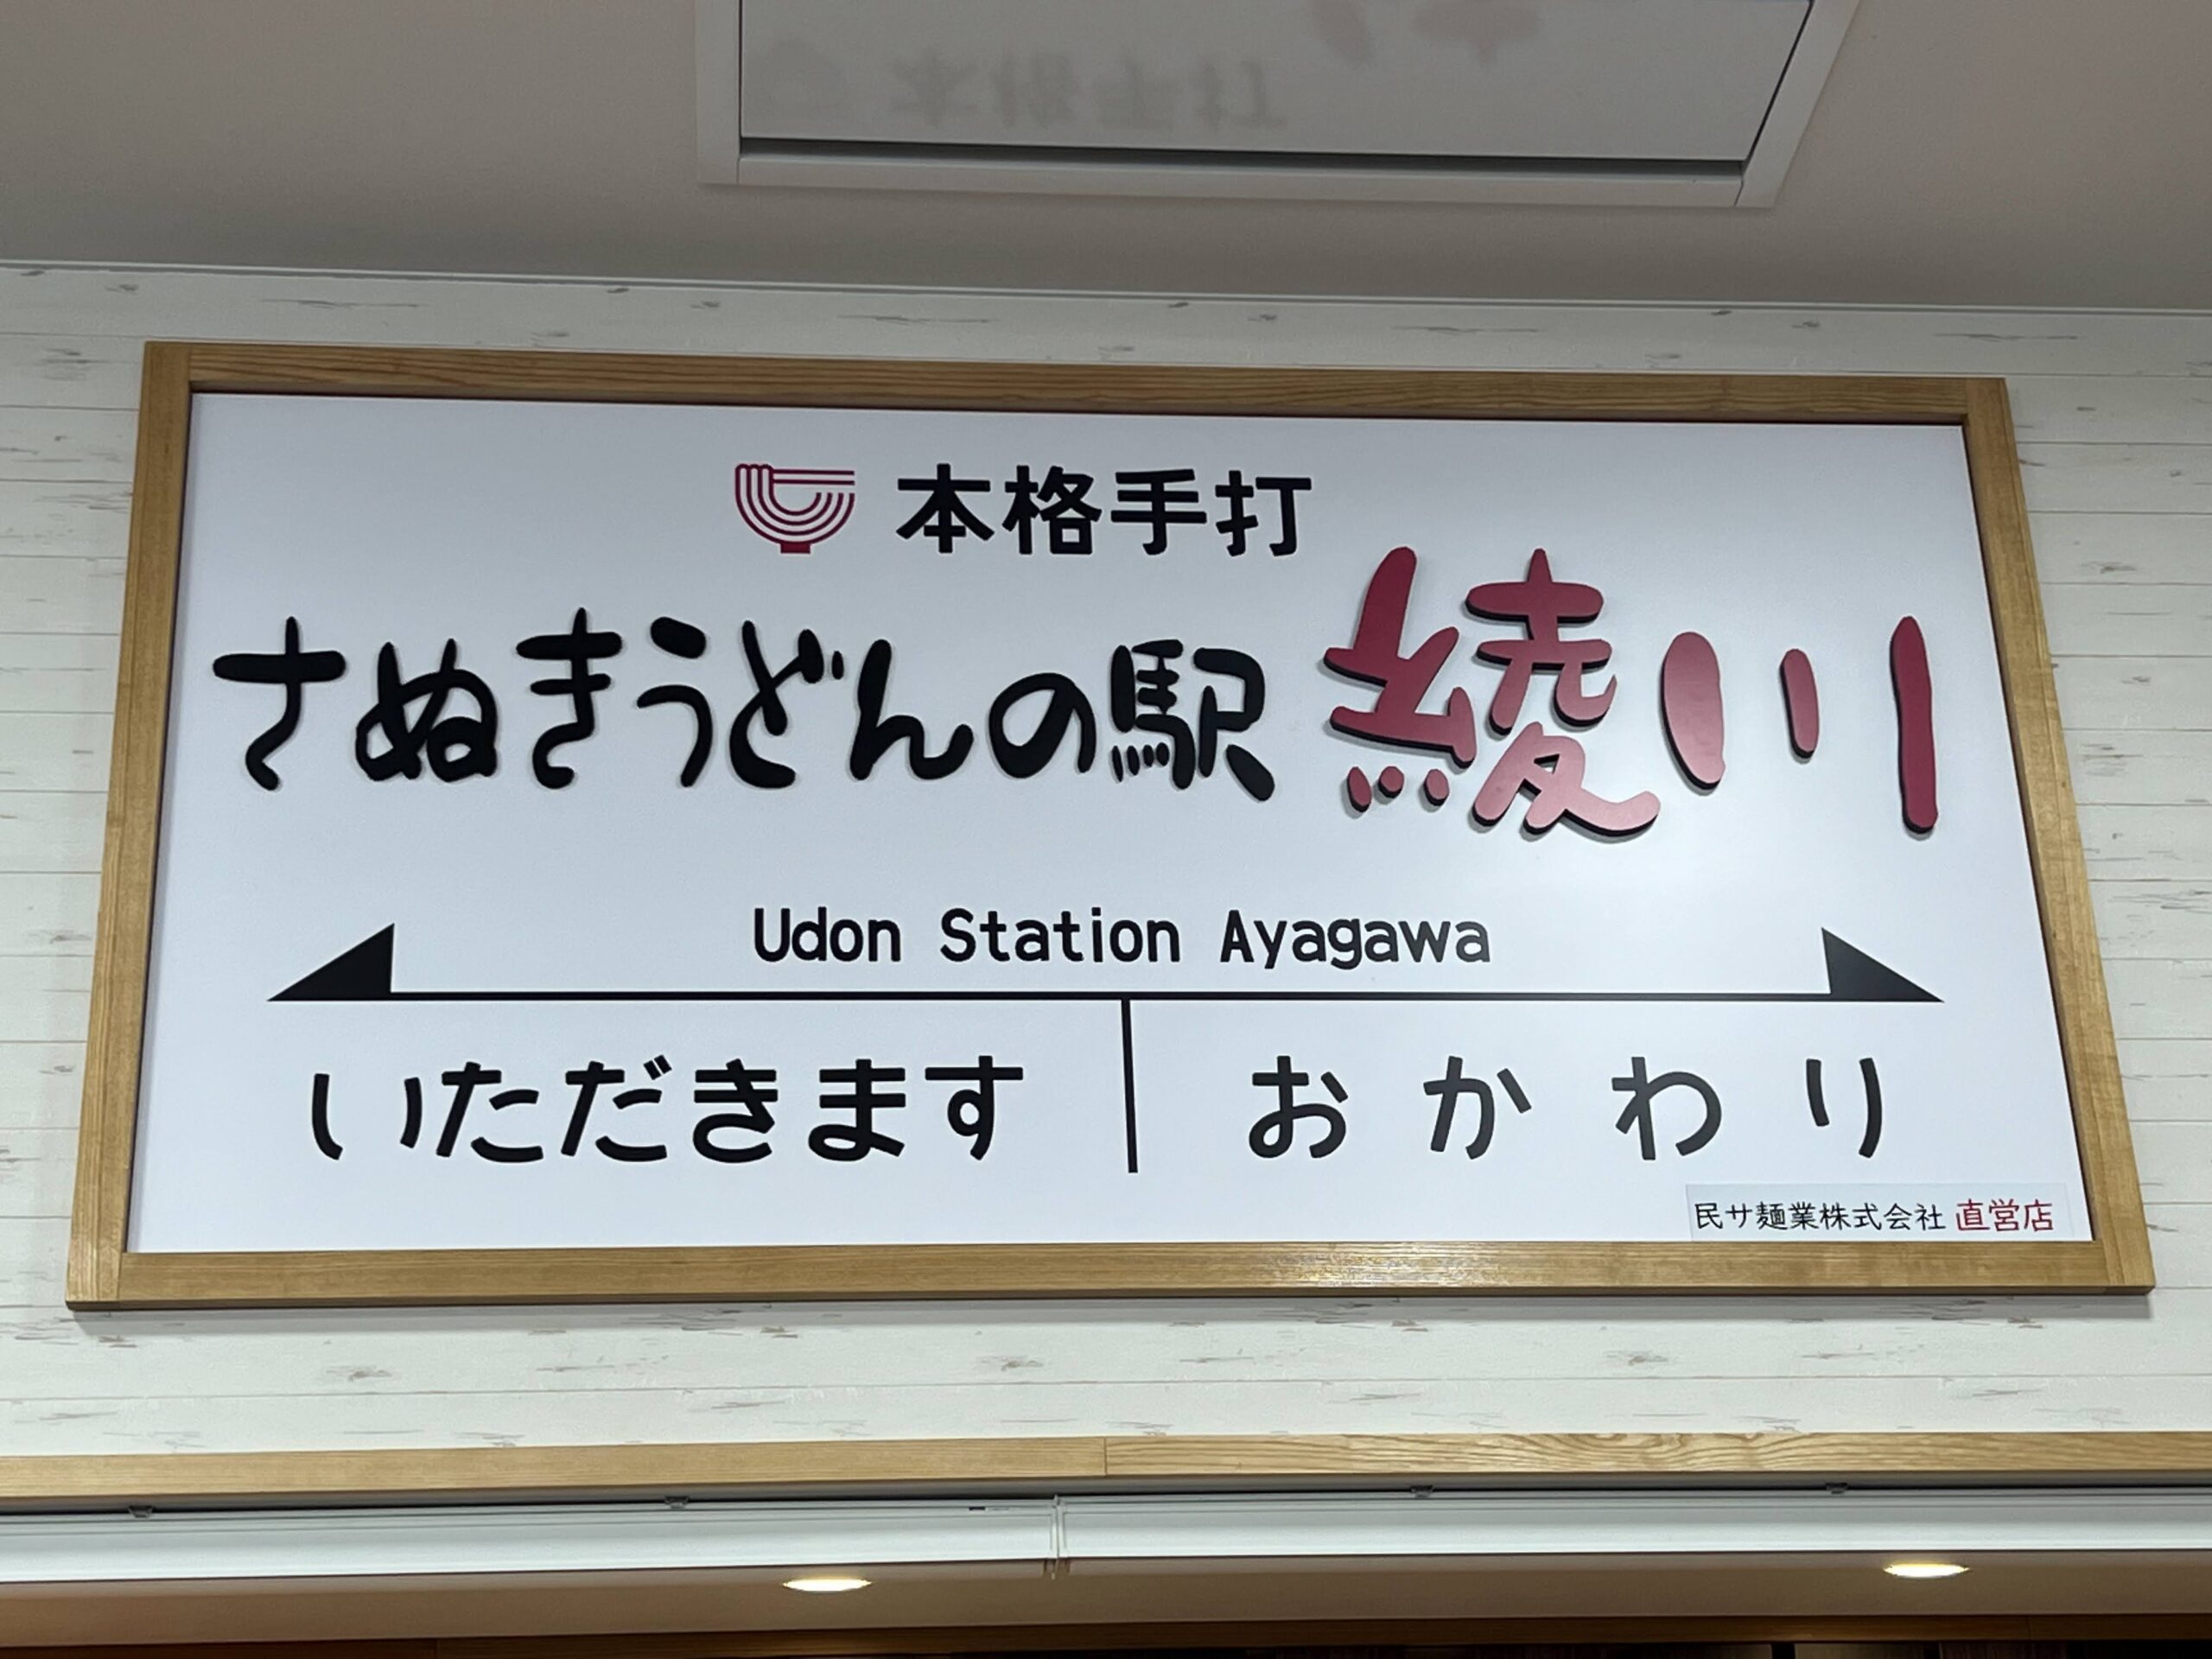 本格手打
さぬきうどんの駅 綾川
Udon Station Ayagawa
いただきます おかわり
民サ麺業株式会社 直営店